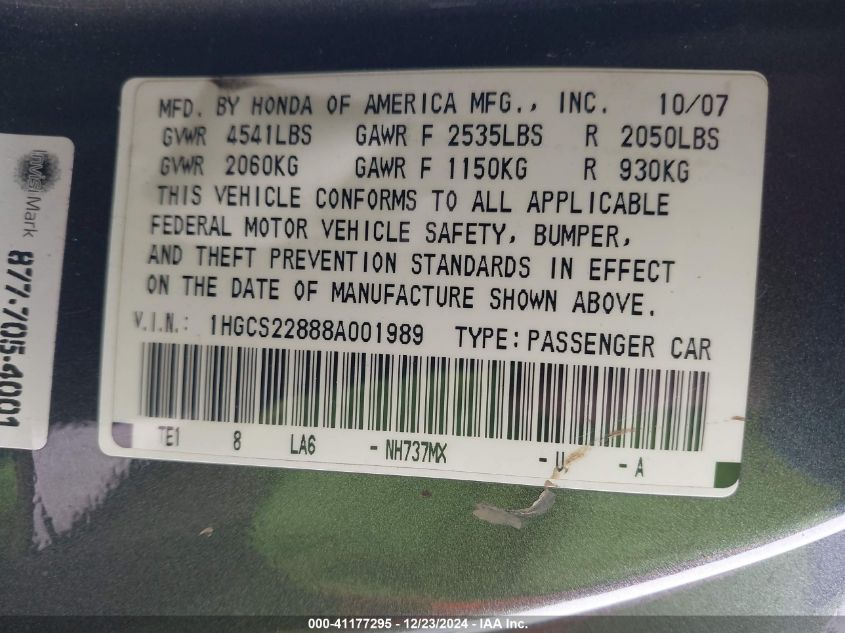 MFD. BY HONDA OF AMERICA MFG., INC. 10/07
GVWR 4541LBS GAWR F 2535LBS R 2050LBS
GVWR 2060KG GAWR F 1150KG R 930KG
THIS VEHICLE CONFORMS TO ALL APPLICABLE
FEDERAL MOTOR VEHICLE SAFETY, BUMPER,
AND THEFT PREVENTION STANDARDS IN EFFECT
ON THE DATE OF MANUFACTURE SHOWN ABOVE.
V.I.N.: 1HGCS22888A001989 TYPE: PASSENGER CAR
TE1 8 LA6 - NH737MX - U - A
InVisiMark
877-705-4001
000-41177295 - 12/23/2024 - IAA Inc.